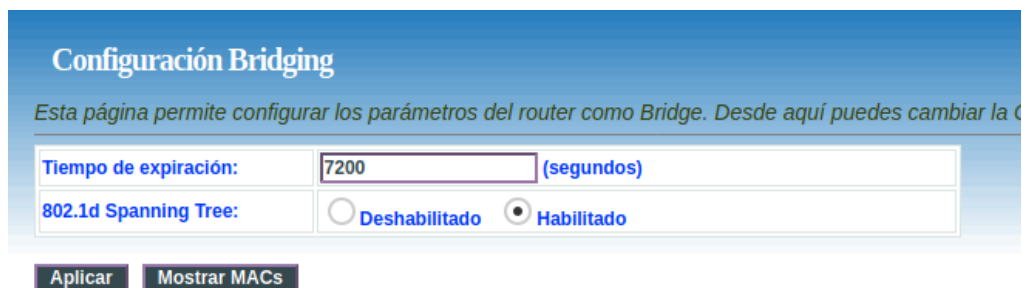 Configuración Bridging
Esta página permite configurar los parámetros del router como Bridge. Desde aquí puedes cambiar la
Tiempo de expiración: 7200 (segundos)
802.1d Spanning Tree: Deshabilitado Habilitado
Aplicar Mostrar MACs